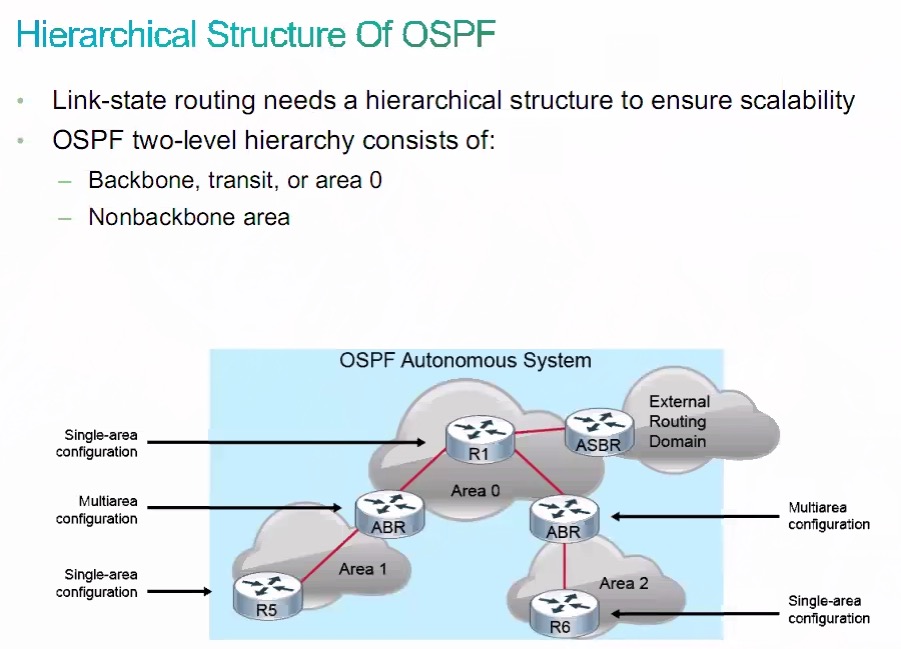 Hierarchical Structure Of OSPF
• Link-state routing needs a hierarchical structure to ensure scalability
• OSPF two-level hierarchy consists of:
– Backbone, transit, or area 0
– Nonbackbone area
OSPF Autonomous System
External
Routing
Domain
Single-area
configuration
R1
ASBR
Area 0
Multiarea
configuration
ABR
ABR
Multiarea
configuration
Single-area
configuration
Area 1
R5
Area 2
R6
Single-area
configuration